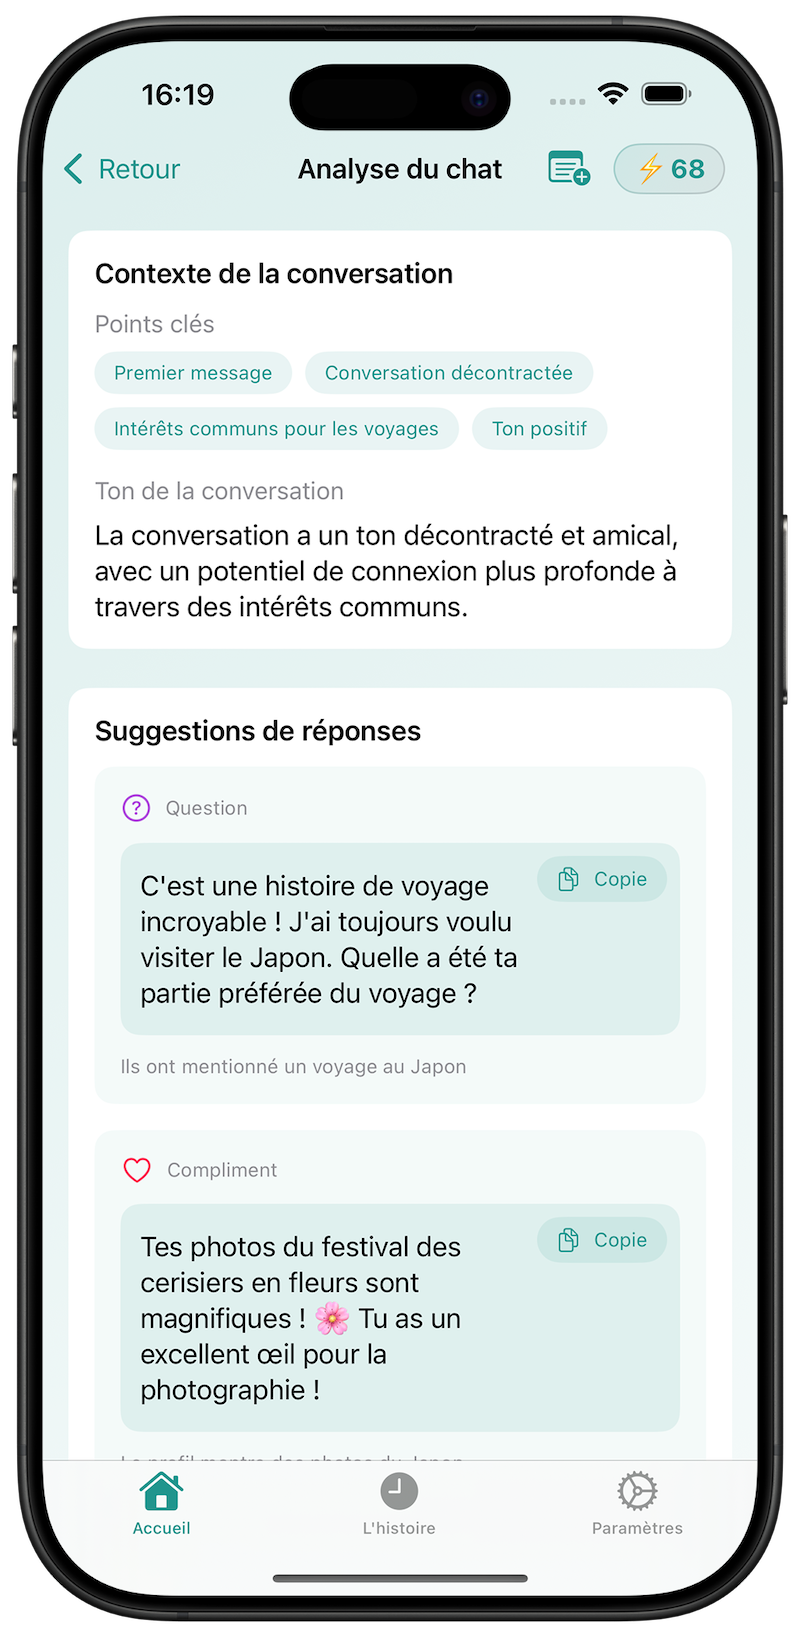 16:19
Retour
Analyse du chat
68
Contexte de la conversation
Points clés
Premier message
Conversation décontractée
Intérêts communs pour les voyages
Ton positif
Ton de la conversation
La conversation a un ton décontracté et amical,
avec un potentiel de connexion plus profonde à
travers des intérêts communs.
Suggestions de réponses
Question
C'est une histoire de voyage
incroyable ! J'ai toujours voulu
visiter le Japon. Quelle a été ta
partie préférée du voyage ?
Copie
Ils ont mentionné un voyage au Japon
Compliment
Tes photos du festival des
cerisiers en fleurs sont
magnifiques ! 🌸 Tu as un
excellent œil pour la
photographie !
Copie
Accueil
L'histoire
Paramètres